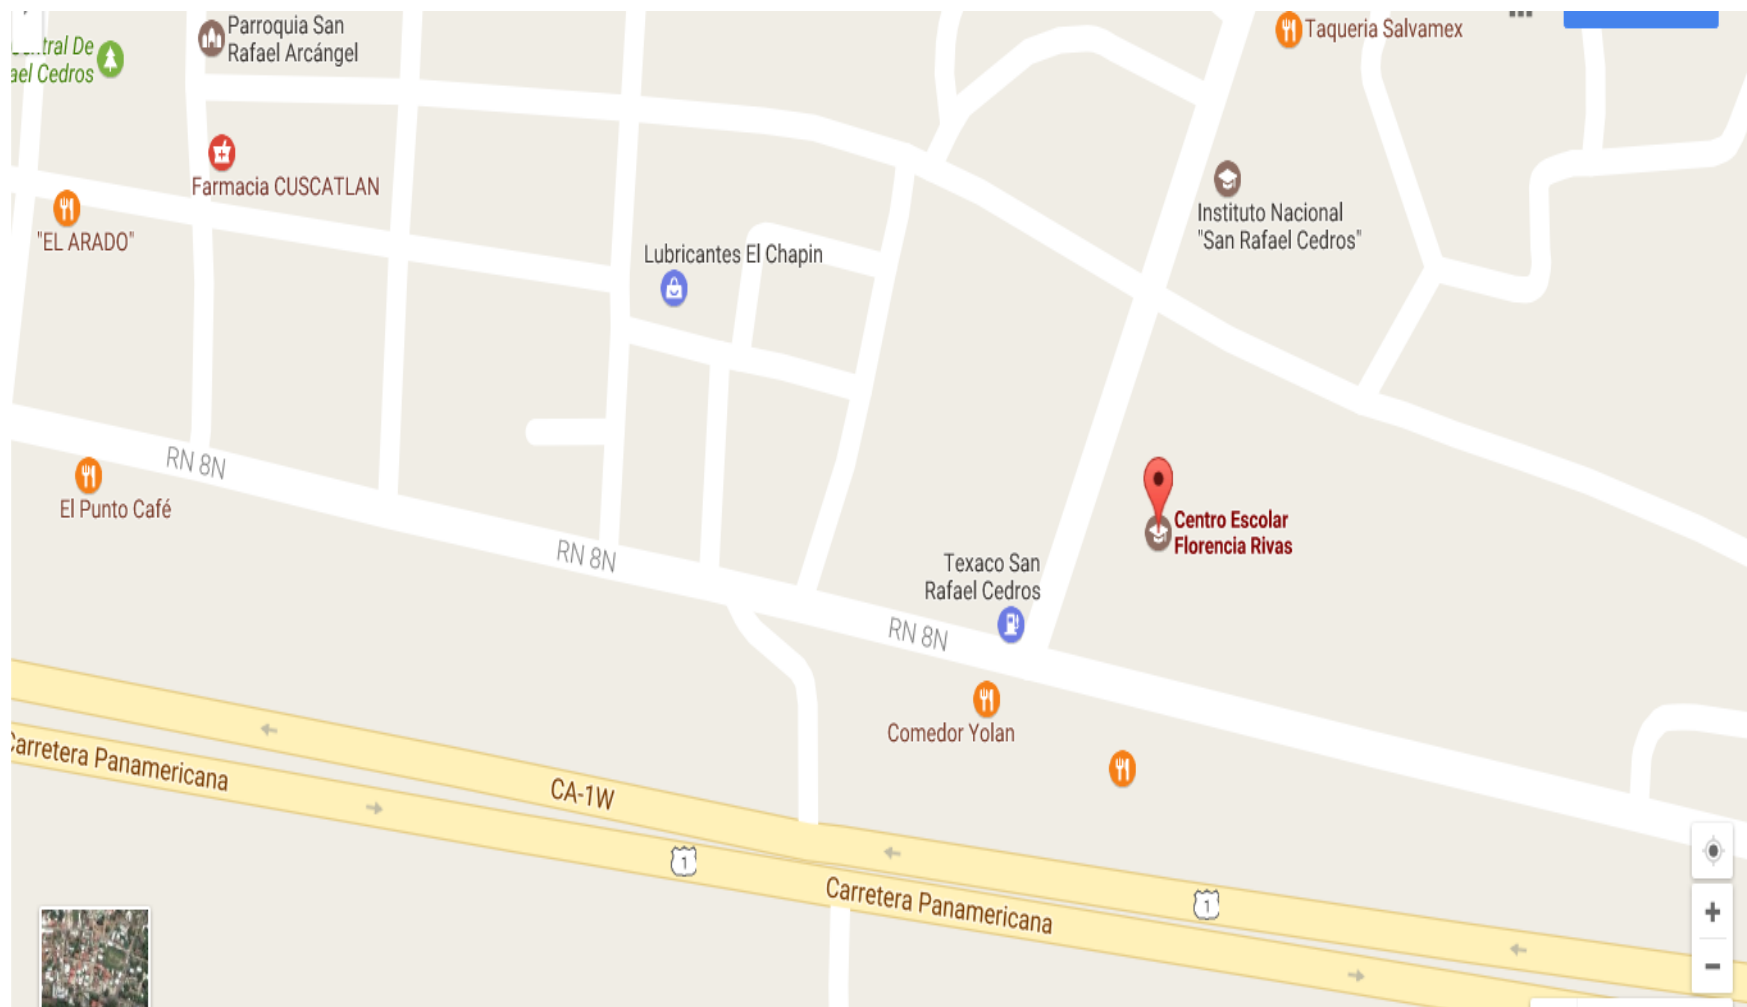 Parroquia San
Rafael Arcángel
Taqueria Salvamex
De
Cedros
Farmacia CUSCATLAN
"EL ARADO"
Instituto Nacional
"San Rafael Cedros"
Lubricantes El Chapin
RN 8N
El Punto Café
Centro Escolar
Florencia Rivas
RN 8N
Texaco San
Rafael Cedros
RN 8N
Comedor Yolan
Carretera Panamericana
CA-1W
1
Carretera Panamericana
1